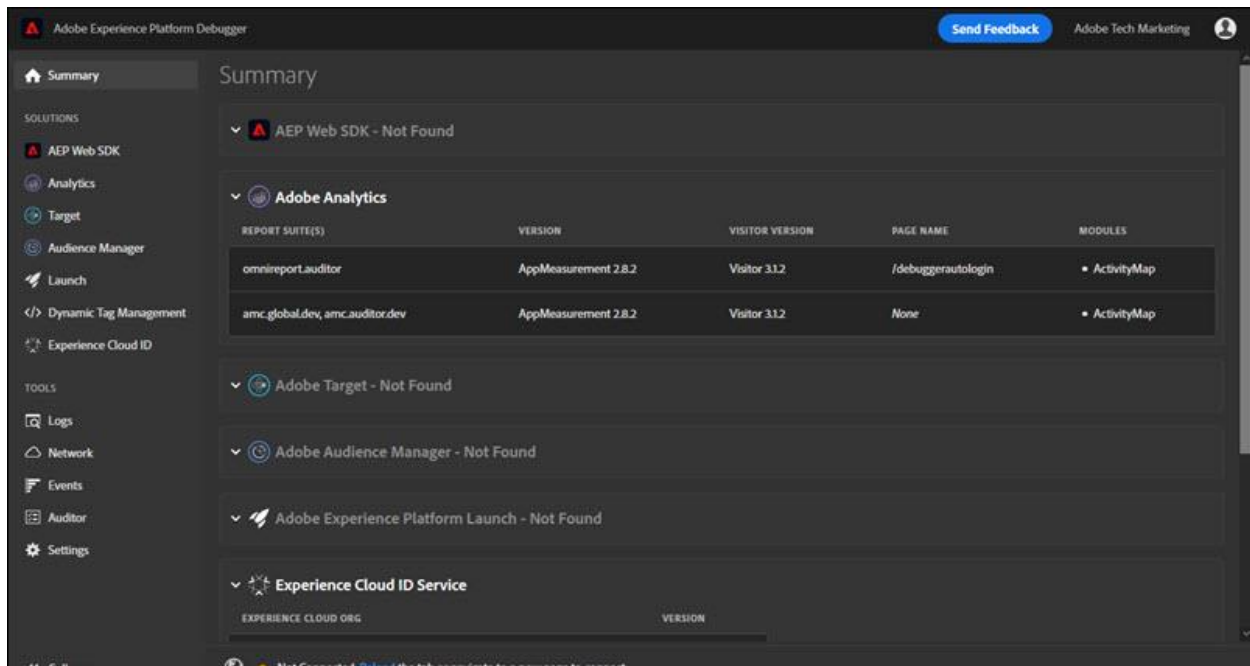 Adobe Experience Platform Debugger
Send Feedback
Adobe Tech Marketing
Summary
SOLUTIONS
AEP Web SDK
Analytics
Target
Audience Manager
Launch
</> Dynamic Tag Management
Experience Cloud ID
TOOLS
Logs
Network
Events
Auditor
Settings
Summary
AEP Web SDK - Not Found
Adobe Analytics
REPORT SUITE(S) VERSION VISITOR VERSION PAGE NAME MODULES
omnireport.auditor AppMeasurement 2.8.2 Visitor 3.1.2 /debuggerautologin • ActivityMap
amc.global.dev, amc.auditor.dev AppMeasurement 2.8.2 Visitor 3.1.2 None • ActivityMap
Adobe Target - Not Found
Adobe Audience Manager - Not Found
Adobe Experience Platform Launch - Not Found
Experience Cloud ID Service
EXPERIENCE CLOUD ORG VERSION